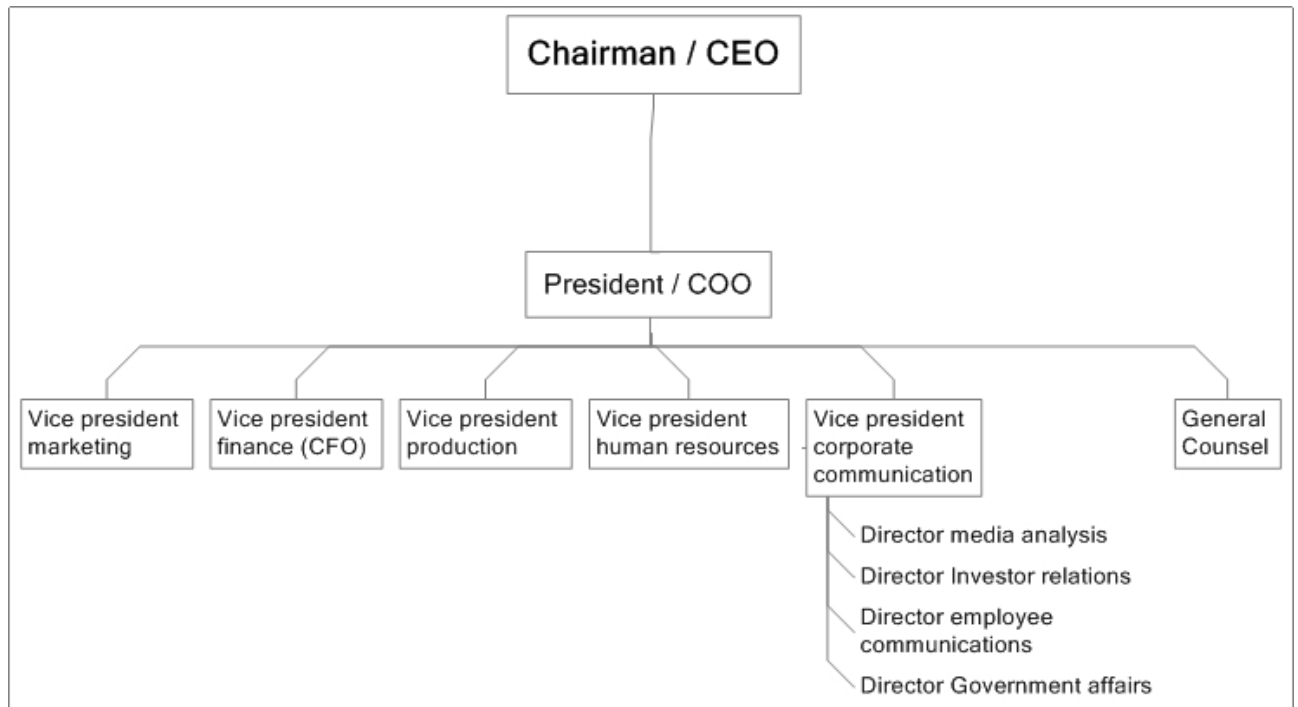 Chairman / CEO
President / COO
Vice president
marketing
Vice president
finance (CFO)
Vice president
production
Vice president
human resources
Vice president
corporate
communication
General
Counsel
Director media analysis
Director Investor relations
Director employee
communications
Director Government affairs